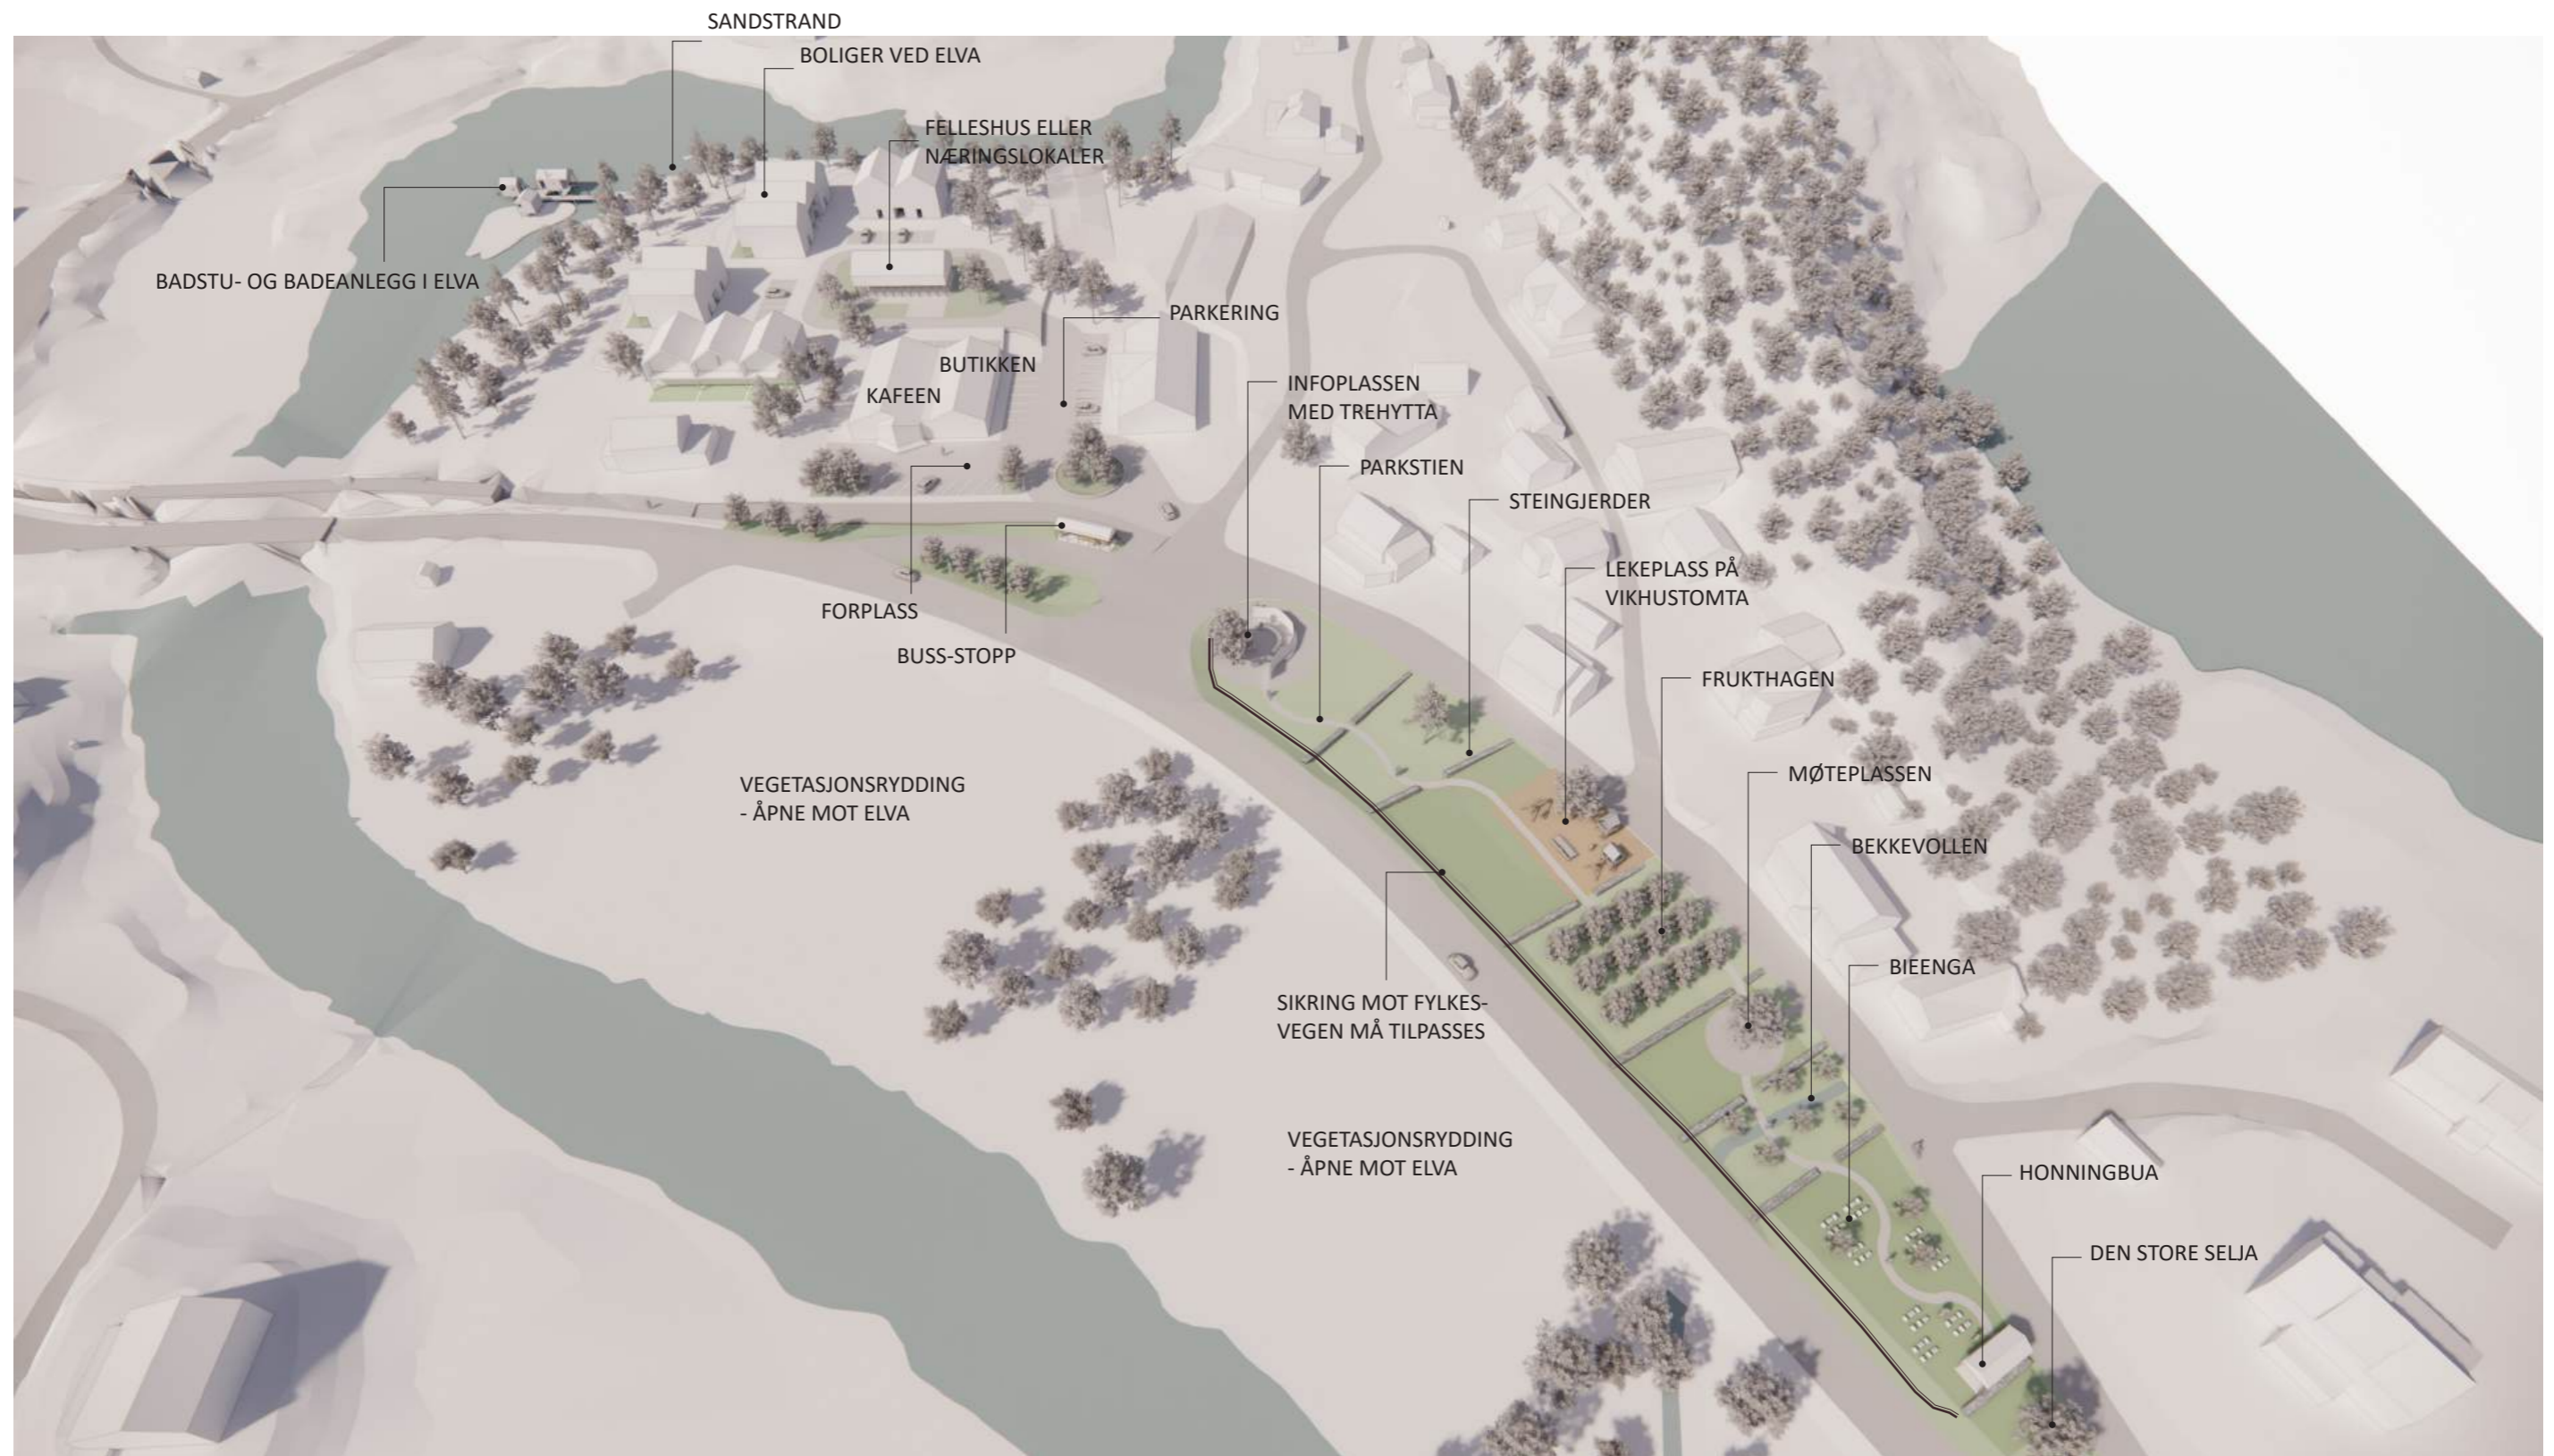 SANDSTRAND
BOLIGER VED ELVA
FELLESHUS ELLER
NÆRINGSLOKALER
BADSTU- OG BADEANLEGG I ELVA
PARKERING
BUTIKKEN
KAFEEN
INFOPLASSEN
MED TREHYTTA
PARKSTIEN
STEINGJERDER
LEKEPLASS PÅ
VIKHUSTOMTA
FORPLASS
BUSS-STOPP
FRUKTHAGEN
MØTEPLASSEN
VEGETASJONSRYDDING
- ÅPNE MOT ELVA
BEKKEVOLLEN
BIEENGA
SIKRING MOT FYLKES-
VEGEN MÅ TILPASSES
VEGETASJONSRYDDING
- ÅPNE MOT ELVA
HONNINGBUA
DEN STORE SELJA